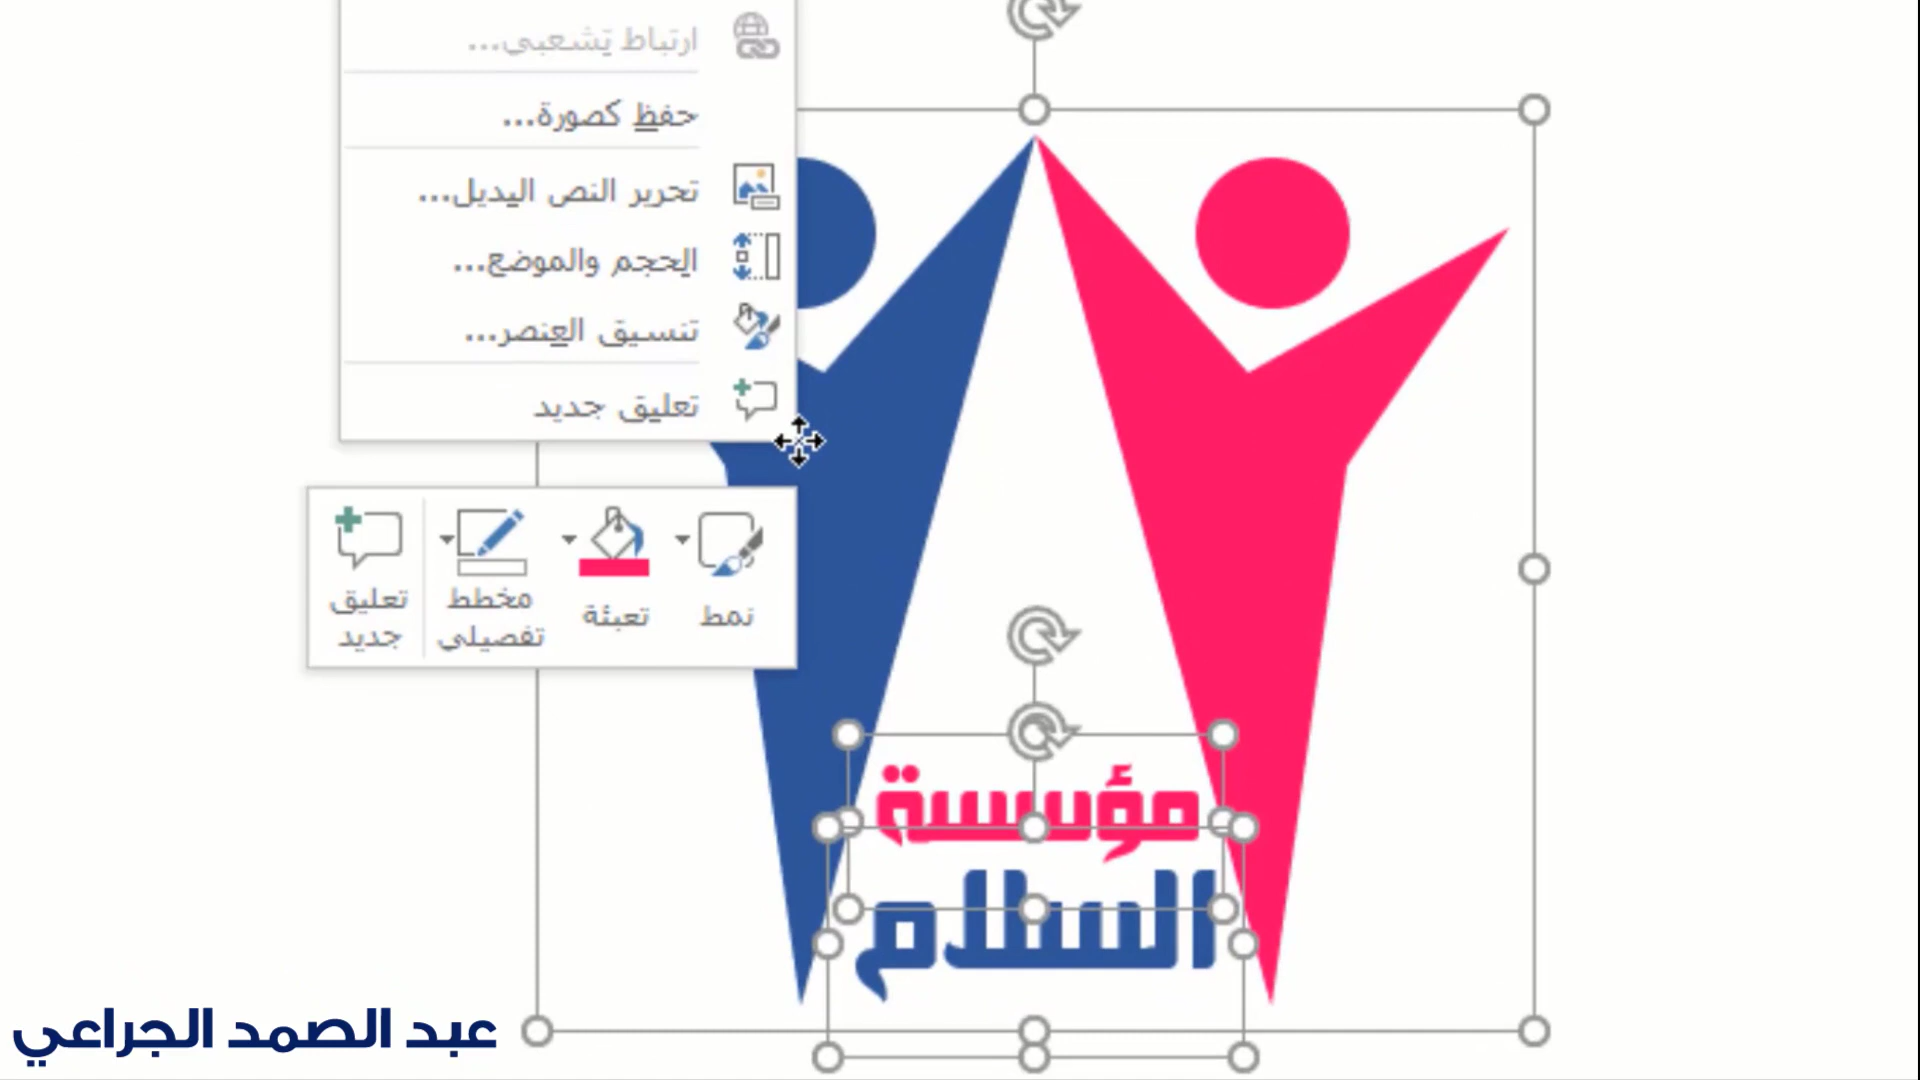 ارتباط تشعبي...
حفظ كصورة...
تحرير النص البديل...
الحجم والموضع...
تنسيق العنصر...
تعليق جديد
نمط
تعبئة
مخطط
تفصيلي
تعليق
جديد
مؤسسة
السلام
عبد الصمد الجراعي